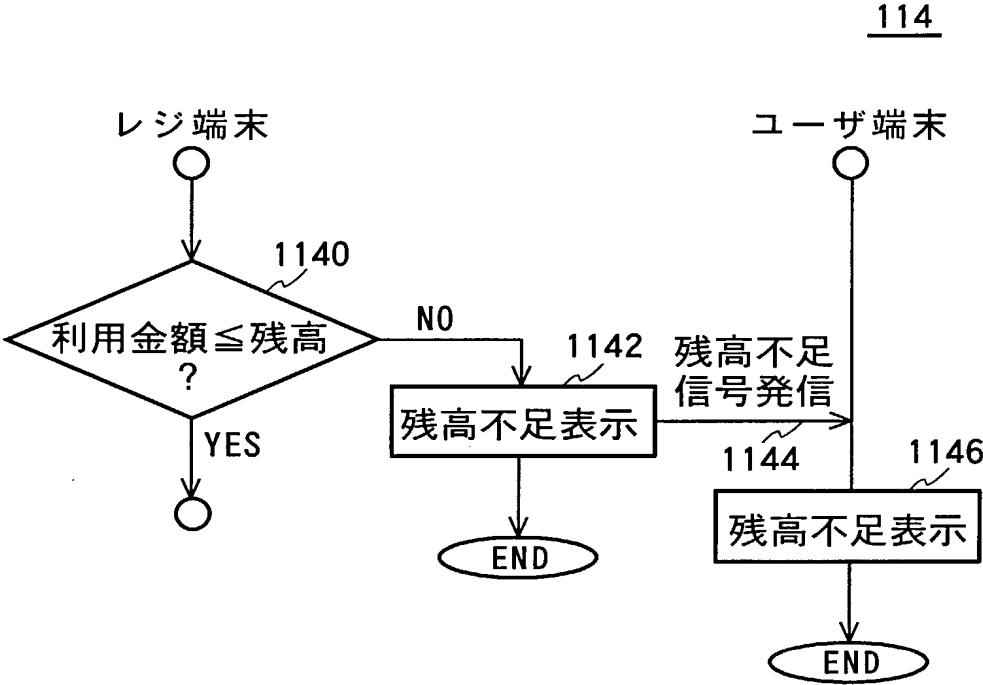 114
レジ端末
ユーザ端末
1140
利用金額≦残高
?
NO
YES
1142
残高不足表示
残高不足
信号発信
1144
1146
残高不足表示
END
END